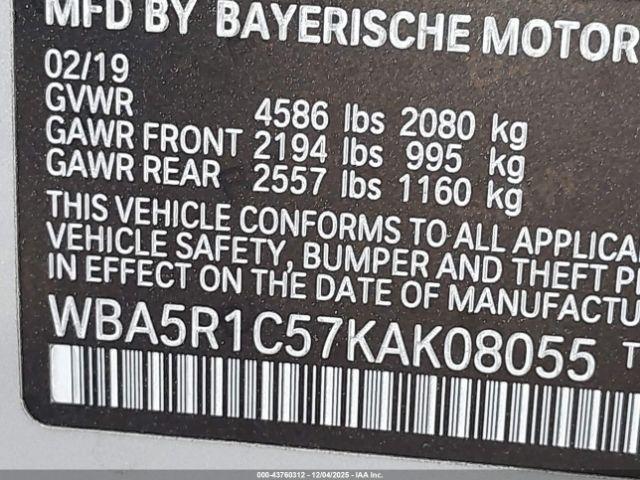 MFD BY BAYERISCHE MOTOR
02/19
GVWR 4586 lbs 2080 kg
GAWR FRONT 2194 lbs 995 kg
GAWR REAR 2557 lbs 1160 kg
THIS VEHICLE CONFORMS TO ALL APPLICA
VEHICLE SAFETY, BUMPER AND THEFT P
IN EFFECT ON THE DATE OF MANUFACTUR
WBA5R1C57KAK08055 T
000-43760312 - 12/04/2025 - IAA Inc.